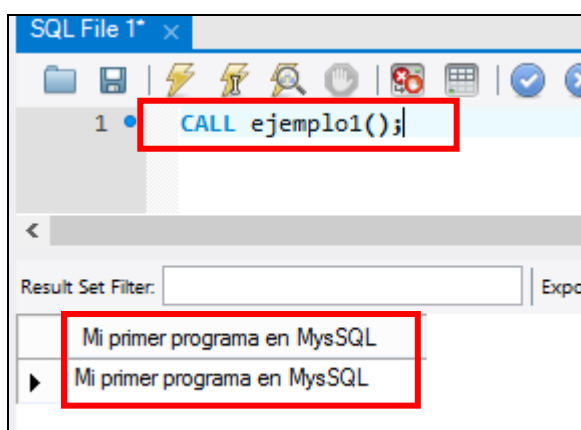 SQL File 1*
1 CALL ejemplo1();
Result Set Filter: Expo
Mi primer programa en MysSQL
Mi primer programa en MysSQL